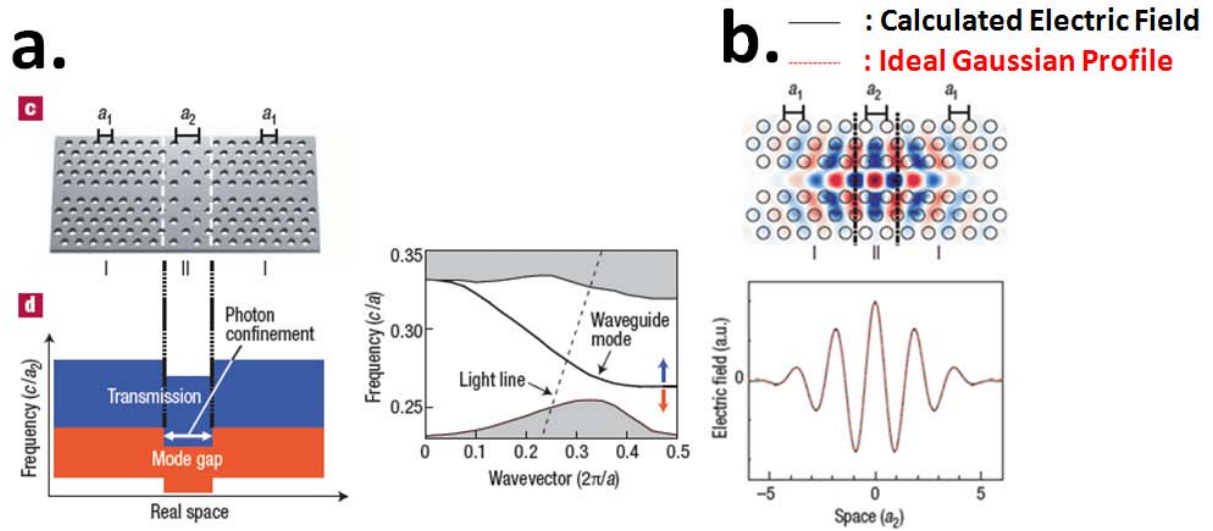 a.
c
a1
a2
a1
I
II
I
d
Photon
confinement
Transmission
Mode gap
Frequency (c/a2)
Real space
0.35
0.30
0.25
Frequency (c/a)
Waveguide
mode
Light line
0 0.1 0.2 0.3 0.4 0.5
Wavevector (2π/a)
b.
: Calculated Electric Field
: Ideal Gaussian Profile
a1
a2
a1
I
II
I
Electric field (a.u.)
0
−5 0 5
Space (a2)